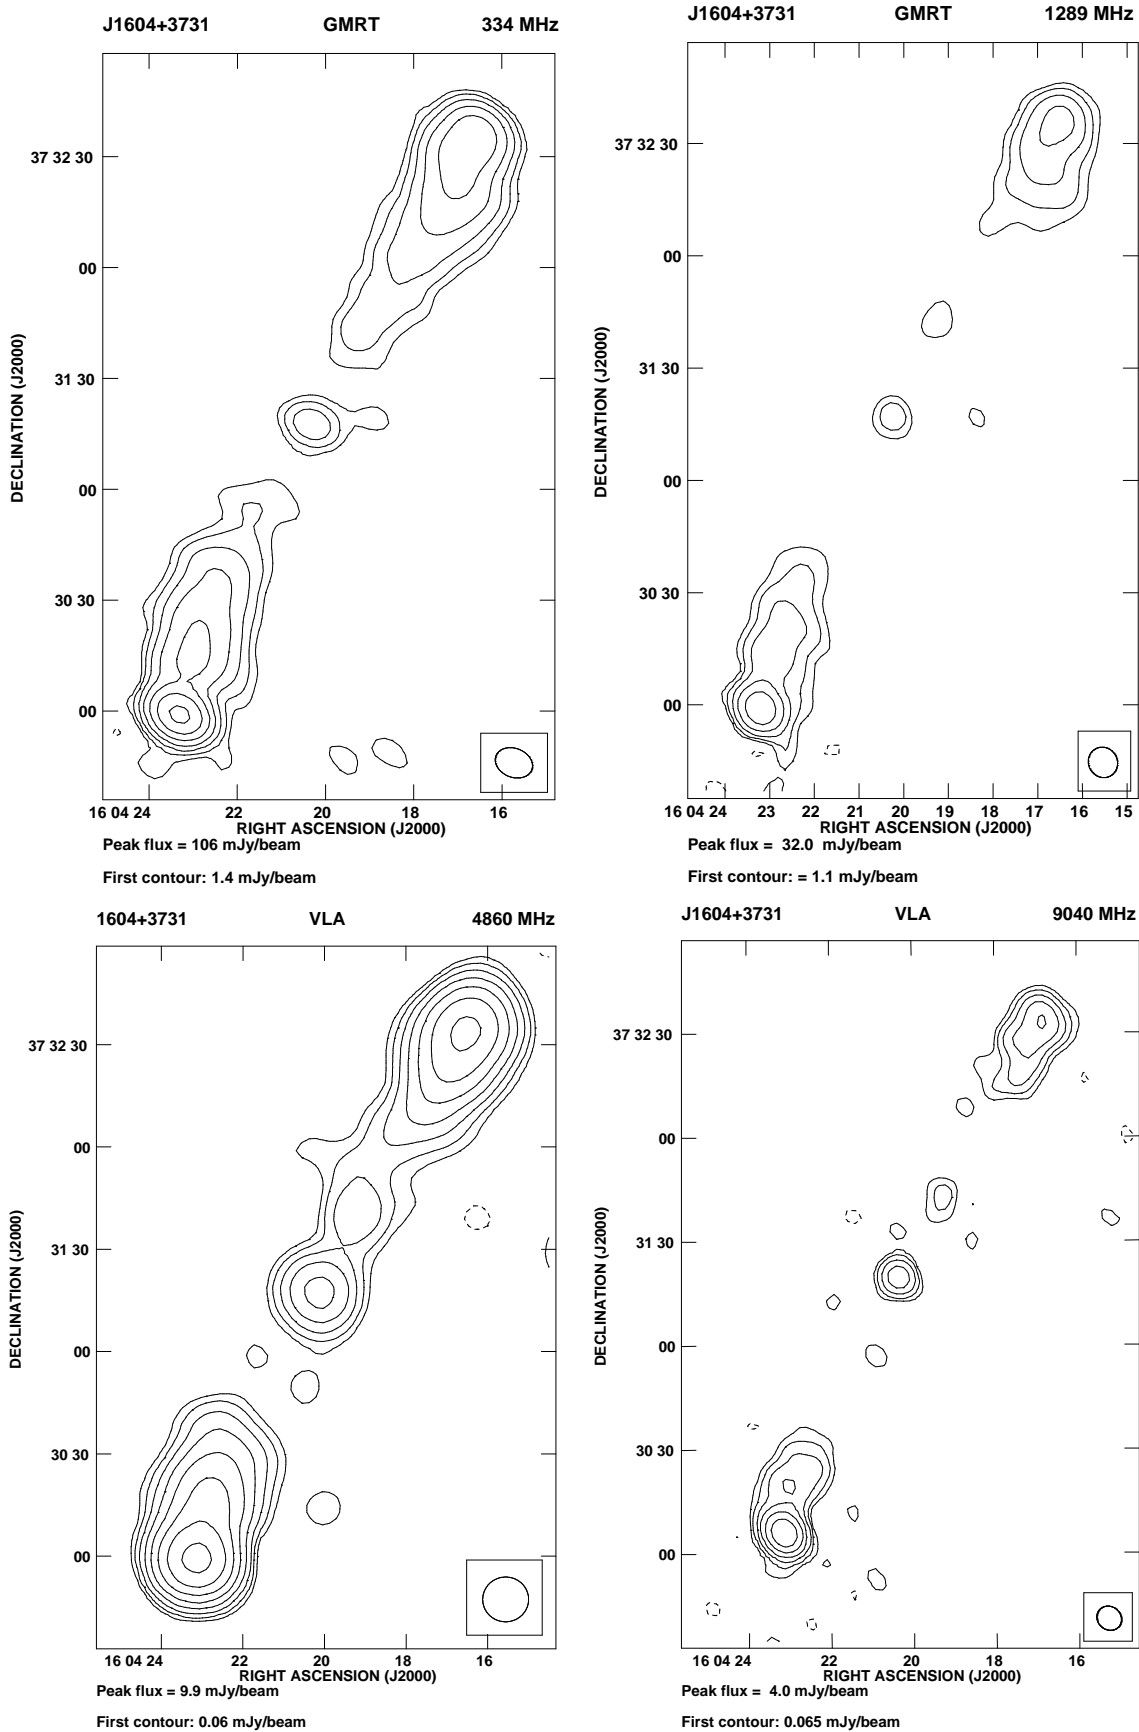 J1604+3731 GMRT 334 MHz
37 32 30
00
31 30
00
30 30
00
DECLINATION (J2000)
16 04 24 22 20 18 16
RIGHT ASCENSION (J2000)
Peak flux = 106 mJy/beam
First contour: 1.4 mJy/beam
J1604+3731 GMRT 1289 MHz
37 32 30
00
31 30
00
30 30
00
DECLINATION (J2000)
16 04 24 23 22 21 20 19 18 17 16 15
RIGHT ASCENSION (J2000)
Peak flux = 32.0 mJy/beam
First contour: = 1.1 mJy/beam
1604+3731 VLA 4860 MHz
37 32 30
00
31 30
00
30 30
00
DECLINATION (J2000)
16 04 24 22 20 18 16
RIGHT ASCENSION (J2000)
Peak flux = 9.9 mJy/beam
First contour: 0.06 mJy/beam
J1604+3731 VLA 9040 MHz
37 32 30
00
31 30
00
30 30
00
DECLINATION (J2000)
16 04 24 22 20 18 16
RIGHT ASCENSION (J2000)
Peak flux = 4.0 mJy/beam
First contour: 0.065 mJy/beam